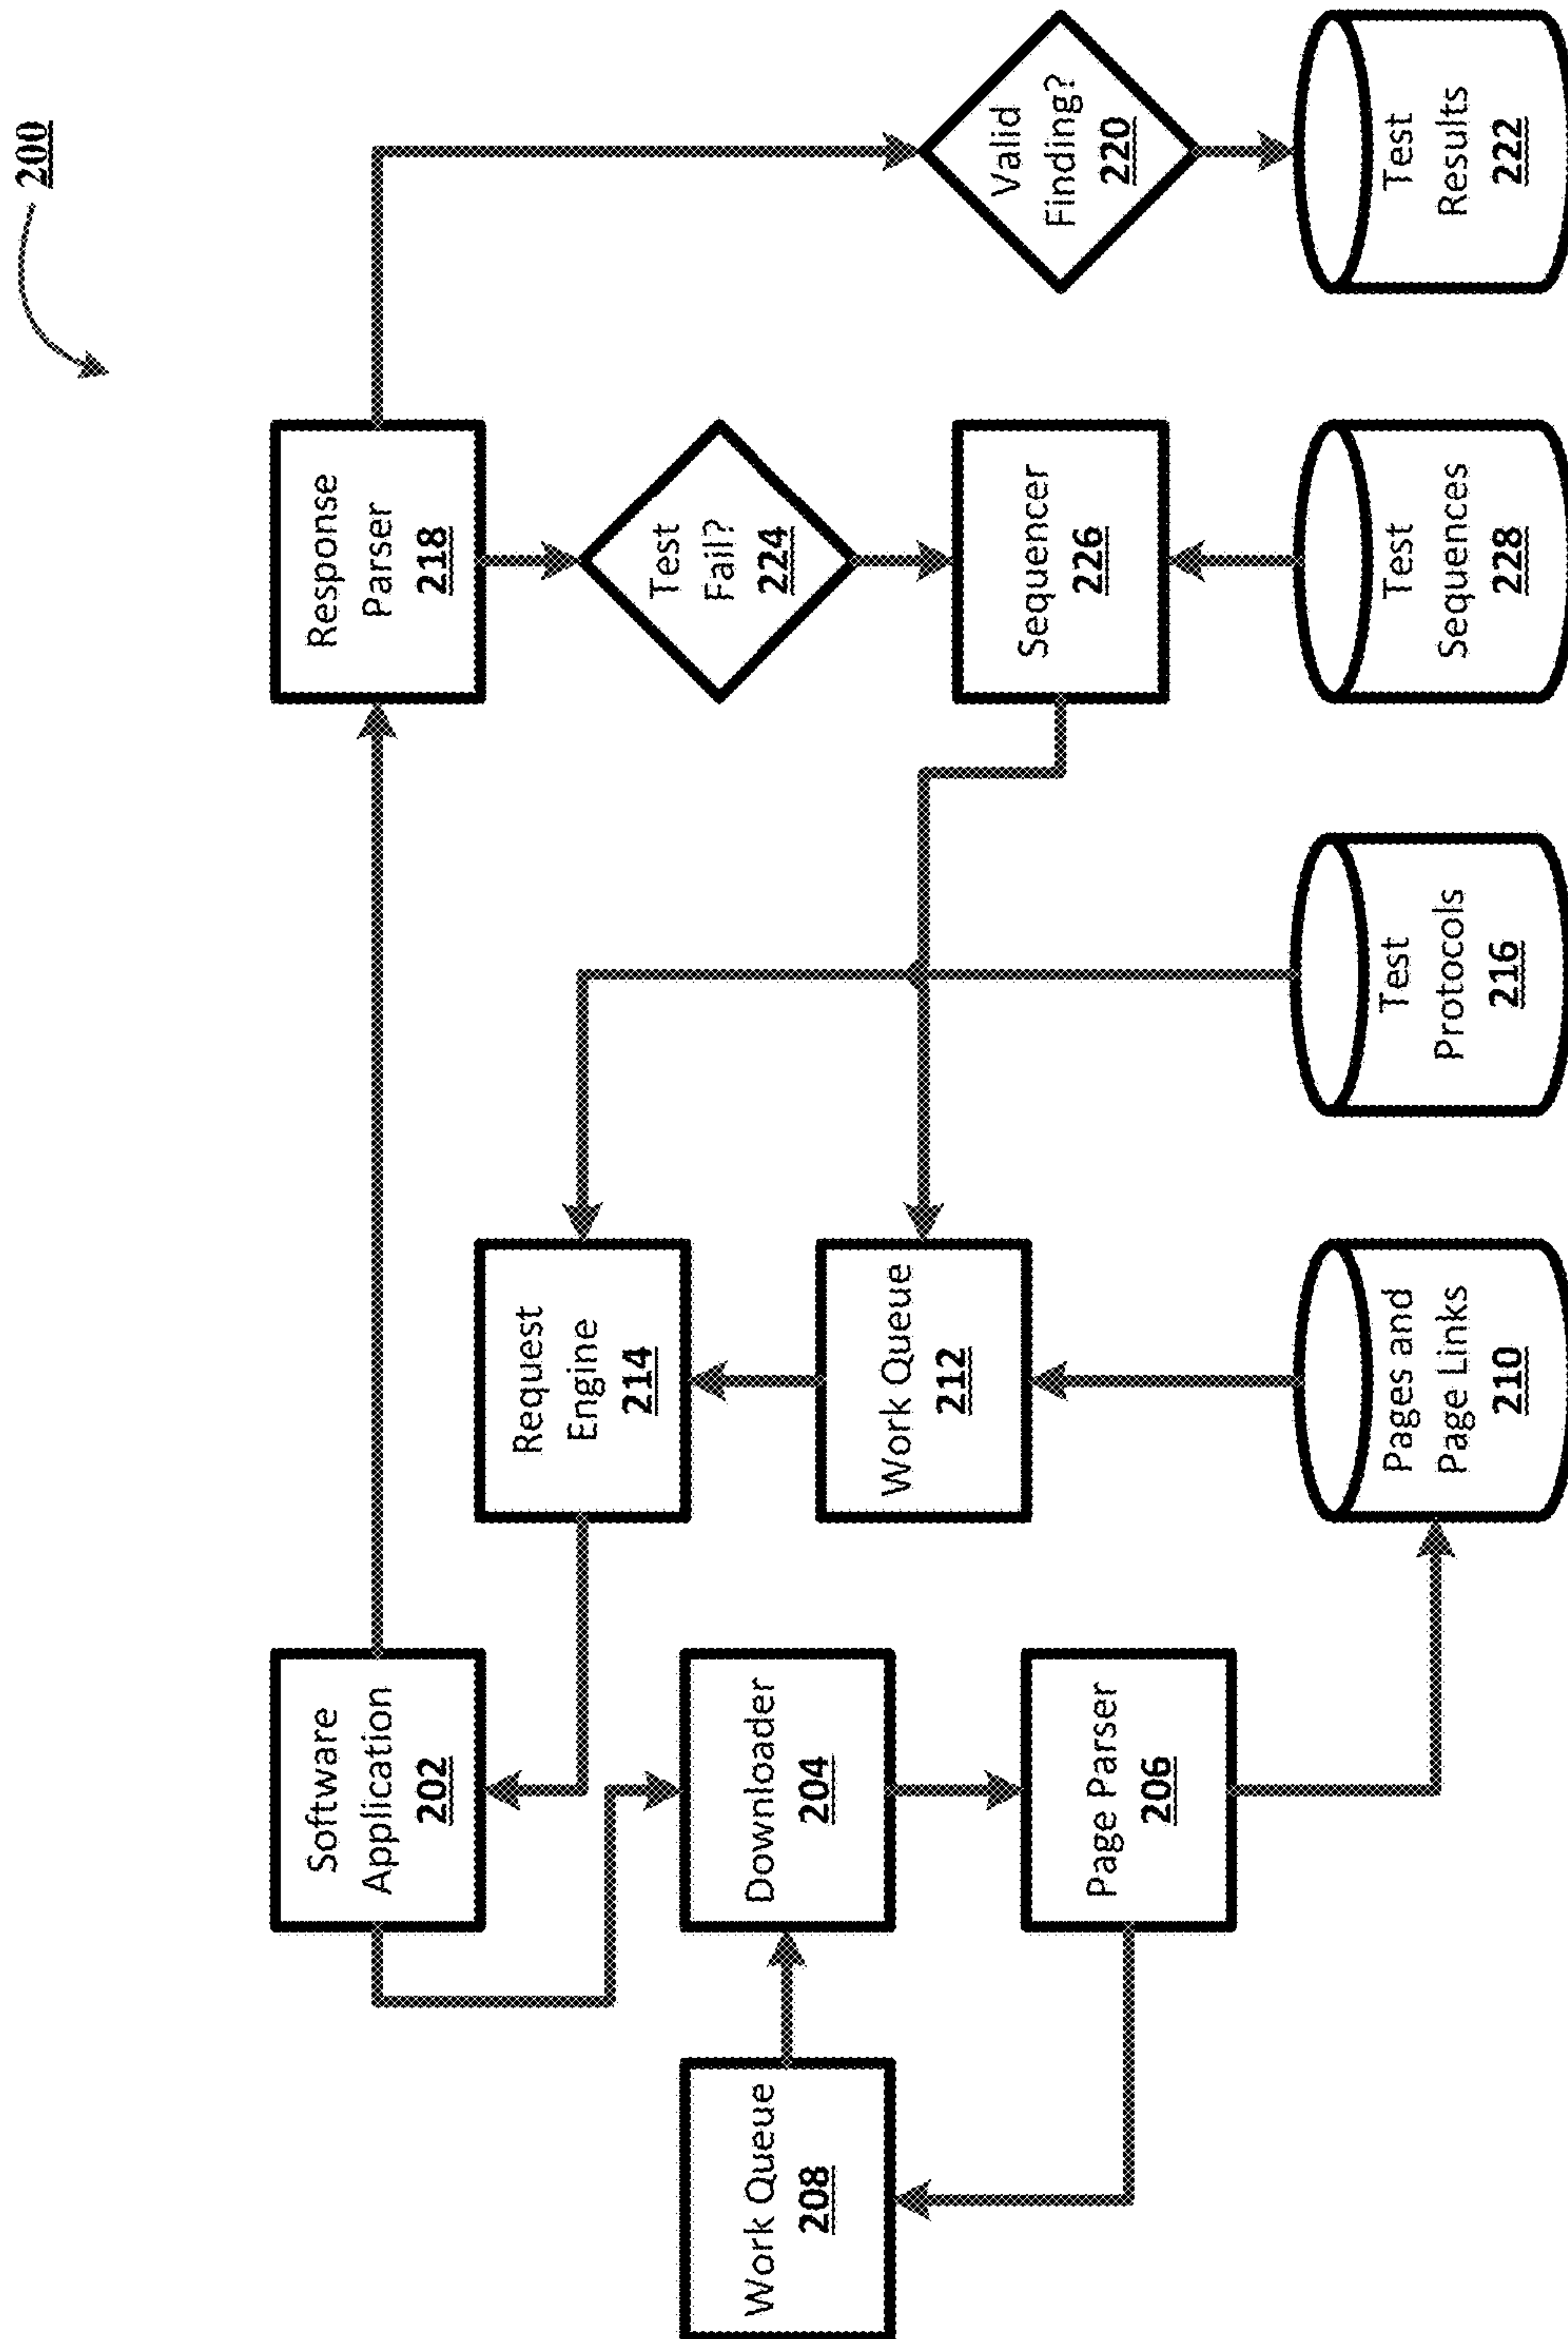 200
Software
Application
202
Response
Parser
218
Request
Engine
214
Test
Fail?
224
Work Queue
208
Downloader
204
Work Queue
212
Sequencer
226
Valid
Finding?
220
Page Parser
206
Pages and
Page Links
210
Test
Protocols
216
Test
Sequences
228
Test
Results
222